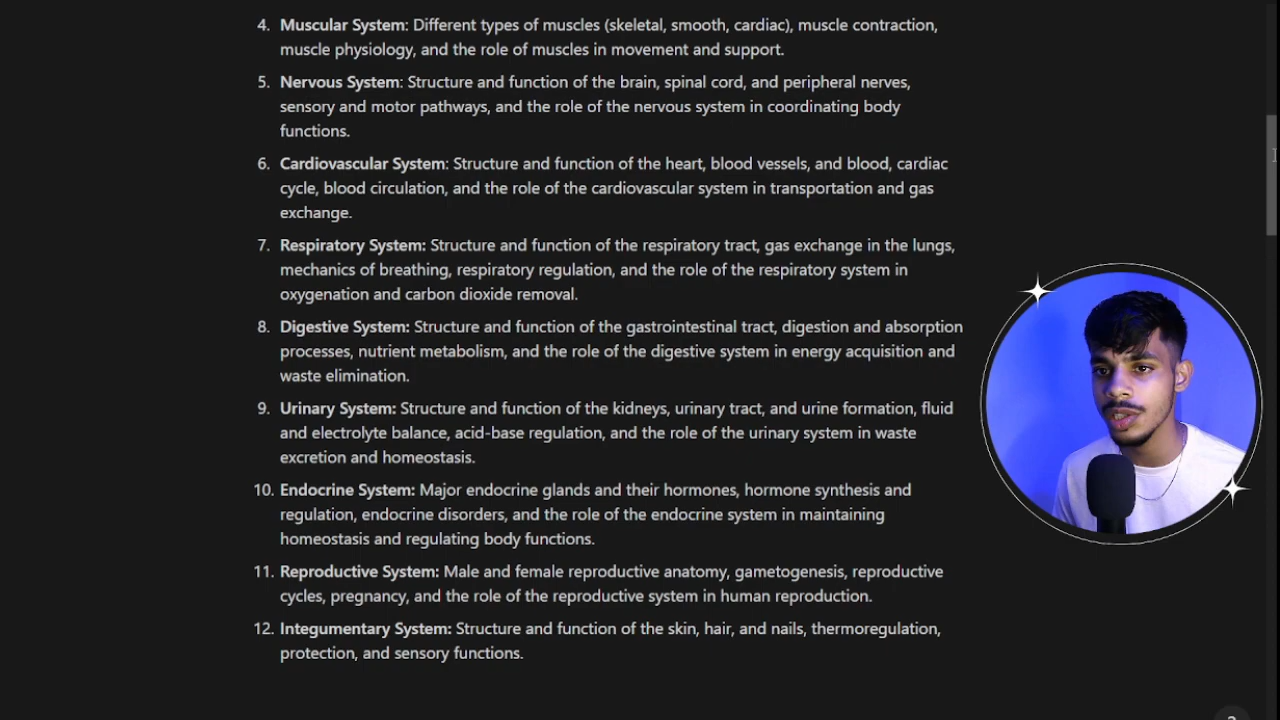 4. Muscular System: Different types of muscles (skeletal, smooth, cardiac), muscle contraction,
muscle physiology, and the role of muscles in movement and support.
5. Nervous System: Structure and function of the brain, spinal cord, and peripheral nerves,
sensory and motor pathways, and the role of the nervous system in coordinating body
functions.
6. Cardiovascular System: Structure and function of the heart, blood vessels, and blood, cardiac
cycle, blood circulation, and the role of the cardiovascular system in transportation and gas
exchange.
7. Respiratory System: Structure and function of the respiratory tract, gas exchange in the lungs,
mechanics of breathing, respiratory regulation, and the role of the respiratory system in
oxygenation and carbon dioxide removal.
8. Digestive System: Structure and function of the gastrointestinal tract, digestion and absorption
processes, nutrient metabolism, and the role of the digestive system in energy acquisition and
waste elimination.
9. Urinary System: Structure and function of the kidneys, urinary tract, and urine formation, fluid
and electrolyte balance, acid-base regulation, and the role of the urinary system in waste
excretion and homeostasis.
10. Endocrine System: Major endocrine glands and their hormones, hormone synthesis and
regulation, endocrine disorders, and the role of the endocrine system in maintaining
homeostasis and regulating body functions.
11. Reproductive System: Male and female reproductive anatomy, gametogenesis, reproductive
cycles, pregnancy, and the role of the reproductive system in human reproduction.
12. Integumentary System: Structure and function of the skin, hair, and nails, thermoregulation,
protection, and sensory functions.